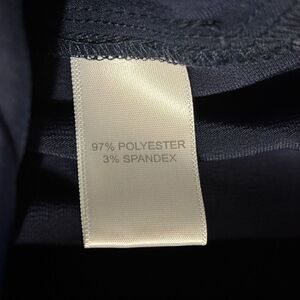 97% POLYESTER
3% SPANDEX